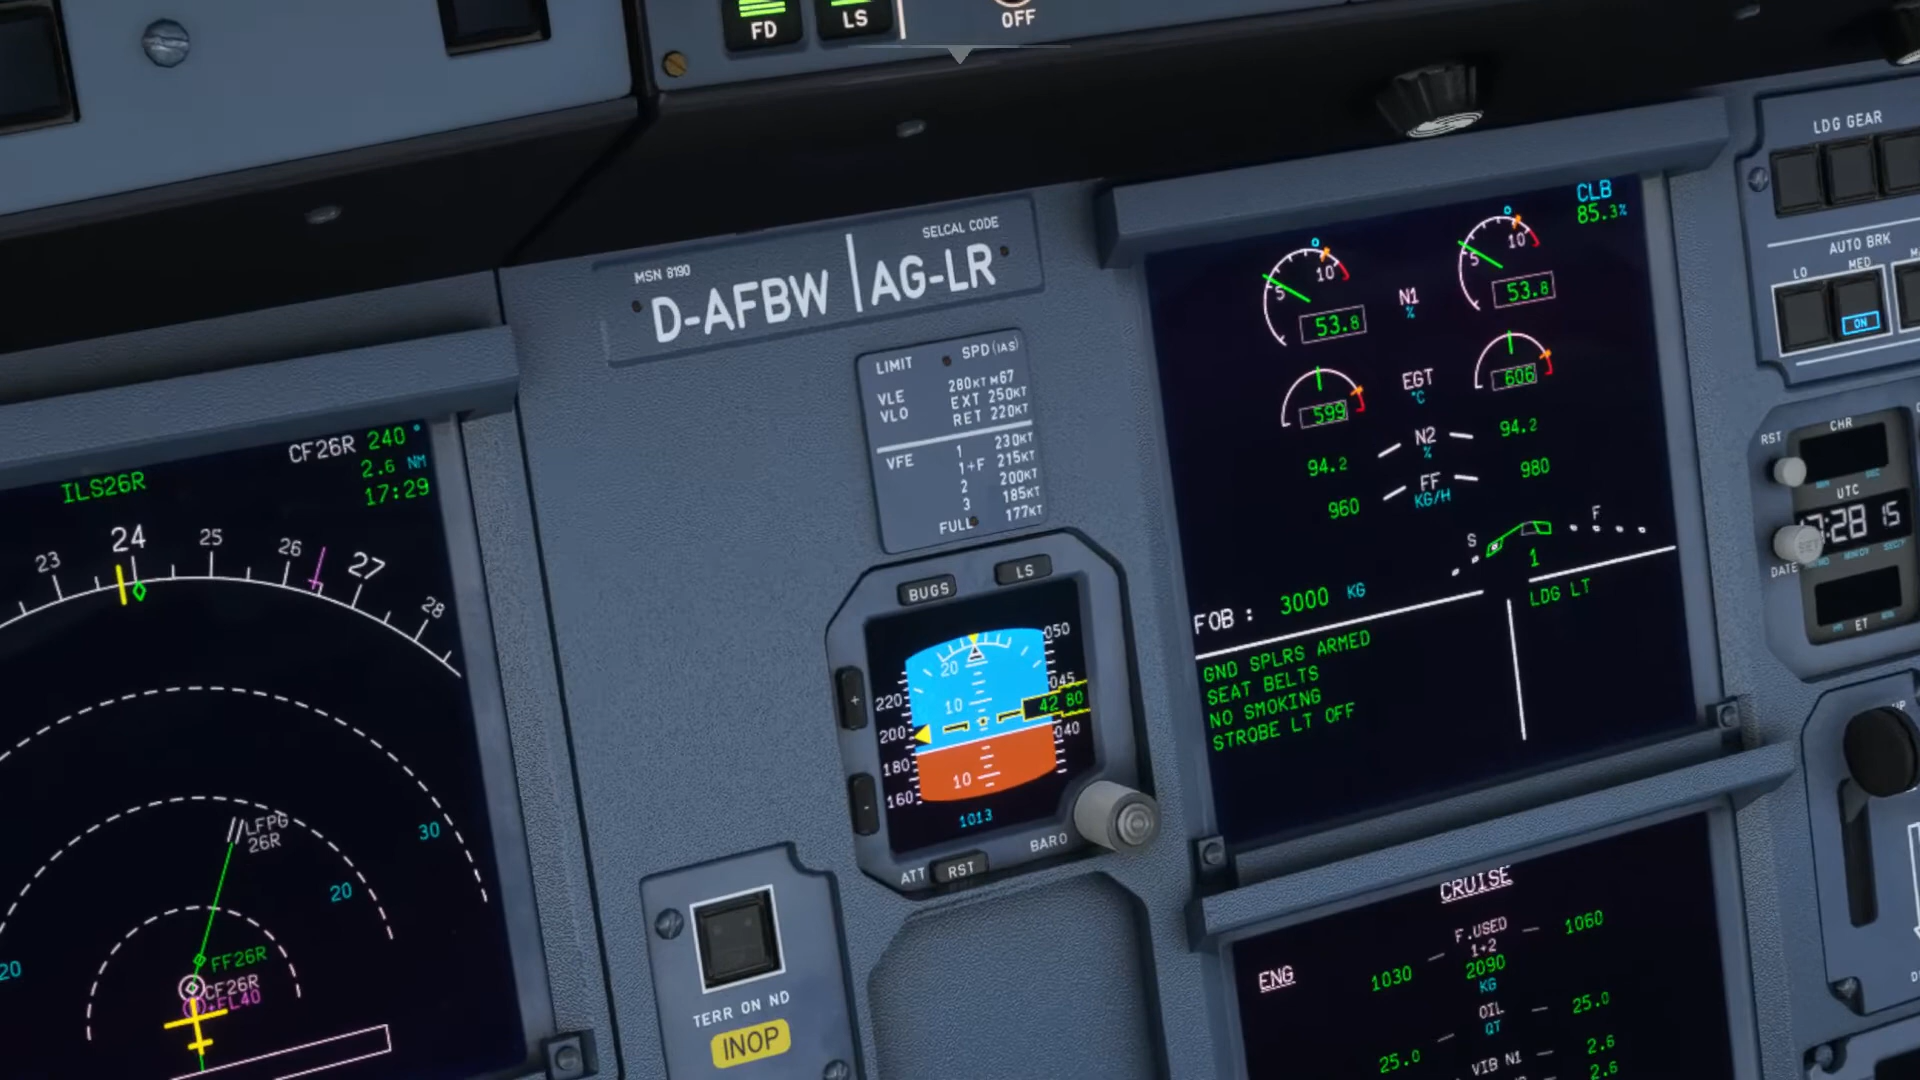 FD
LS
OFF
MSN 8190
D-AFBW
SELCAL CODE
AG-LR
LIMIT SPD (IAS)
VLE 280KT M67
VLO EXT 250KT
RET 220KT
VFE 1 230KT
1+F 215KT
2 200KT
3 185KT
FULL 177KT
ILS26R
CF26R 240 °
2.6 NM
17:29
23 24 25 26 27 28
30
20
20
LFPG
26R
FF26R
CF26R
+FL40
BUGS
LS
+
-
220
200
180
160
20
10
10
050
045
42 80
040
1013
BARO
ATT RST
TERR ON ND
INOP
CLB
85.3%
5 10
5 10
53.8 N1 % 53.8
599 EGT °C 606
94.2 N2 % 94.2
960 FF KG/H 980
S F
1
FOB : 3000 KG
GND SPLRS ARMED
SEAT BELTS
NO SMOKING
STROBE LT OFF
LDG LT
CRUISE
ENG
F.USED
1+2
1030 1060
2090
KG
OIL
QT
25.0 25.0
VIB N1 2.6
2.6
LDG GEAR
AUTO BRK
LO MED
ON
RST CHR
UTC
:28 15
SET
DATE
ET